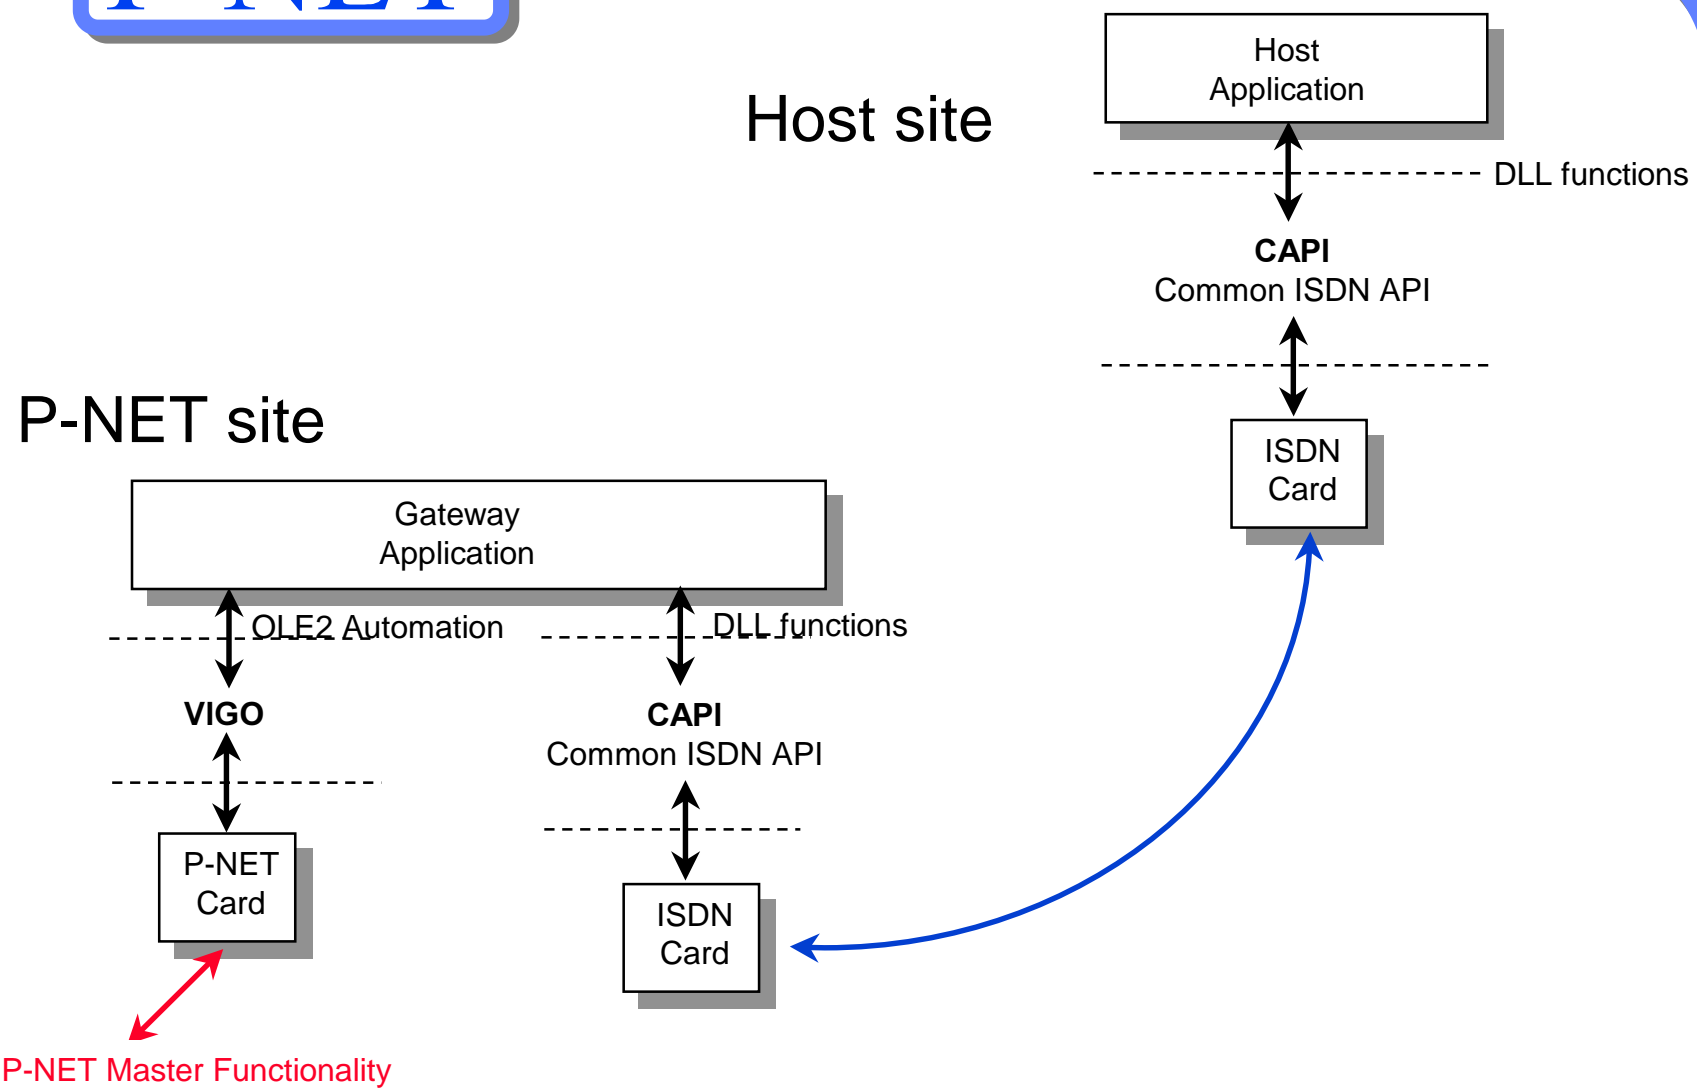 P-NET
Host
Application
Host site
DLL functions
CAPI
Common ISDN API
P-NET site
ISDN
Card
Gateway
Application
OLE2 Automation
DLL functions
VIGO
CAPI
Common ISDN API
P-NET
Card
ISDN
Card
P-NET Master Functionality